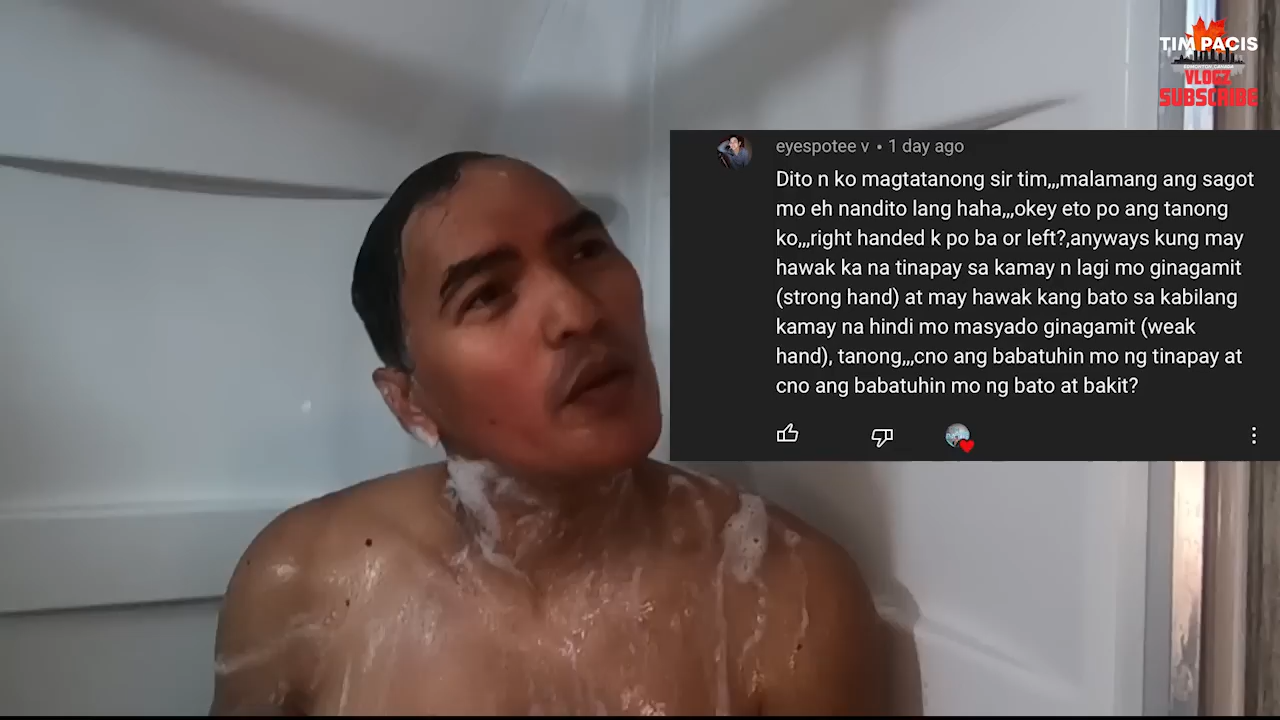 TIM PACIS
EDMONTON, CANADA
VLOGZ
SUBSCRIBE
eyespotee v • 1 day ago
Dito n ko magtatanong sir tim,,,malamang ang sagot
mo eh nandito lang haha,,,okey eto po ang tanong
ko,,,right handed k po ba or left?,anyways kung may
hawak ka na tinapay sa kamay n lagi mo ginagamit
(strong hand) at may hawak kang bato sa kabilang
kamay na hindi mo masyado ginagamit (weak
hand), tanong,,,cno ang babatuhin mo ng tinapay at
cno ang babatuhin mo ng bato at bakit?